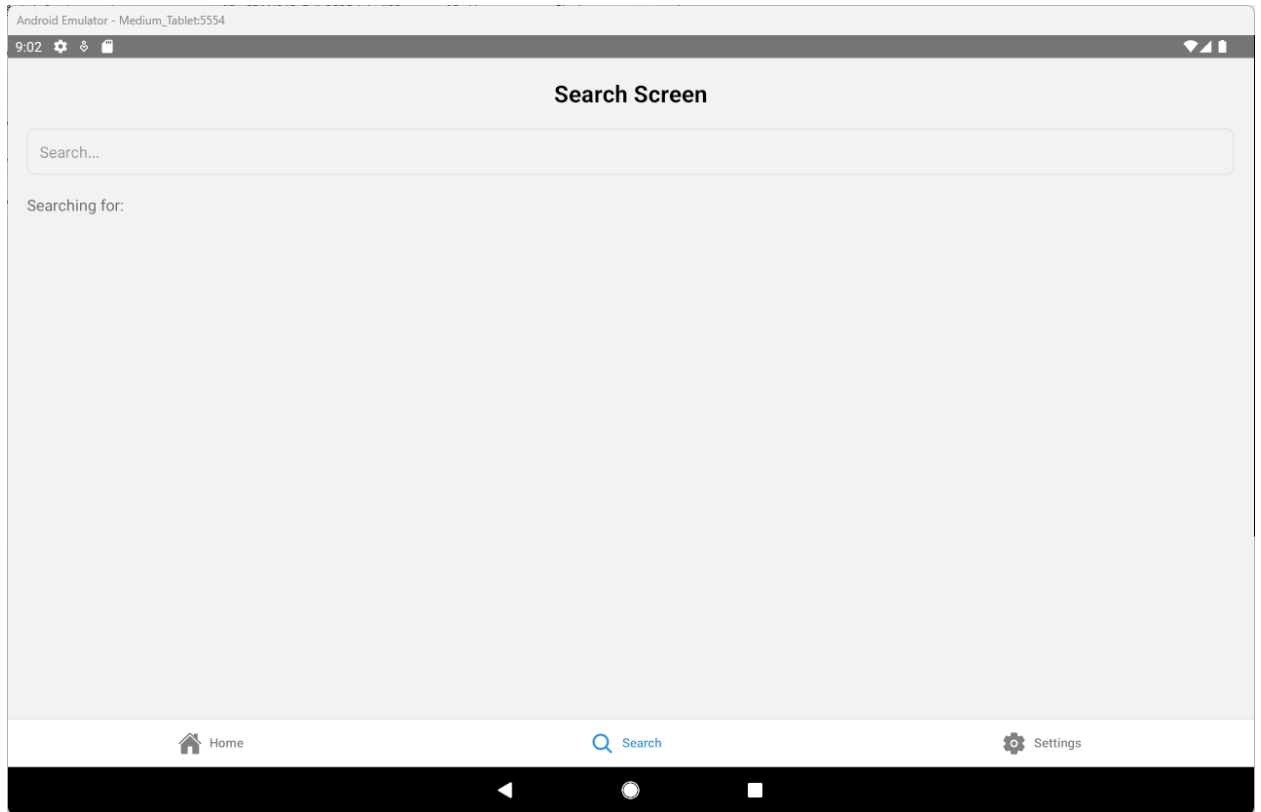 Android Emulator - Medium_Tablet:5554
9:02
Search Screen
Search...
Searching for:
Home Search Settings